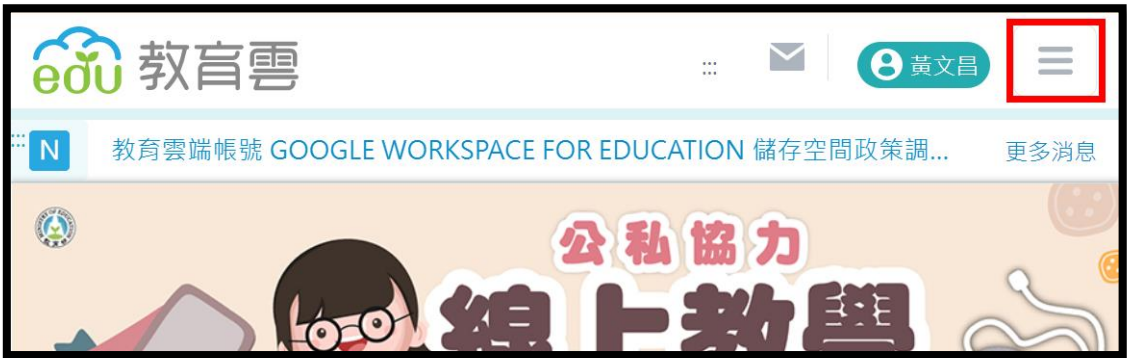 edu 教育雲
:::
黃文昌
:::
N
教育雲端帳號 GOOGLE WORKSPACE FOR EDUCATION 儲存空間政策調...
更多消息
公私協力
線上教學